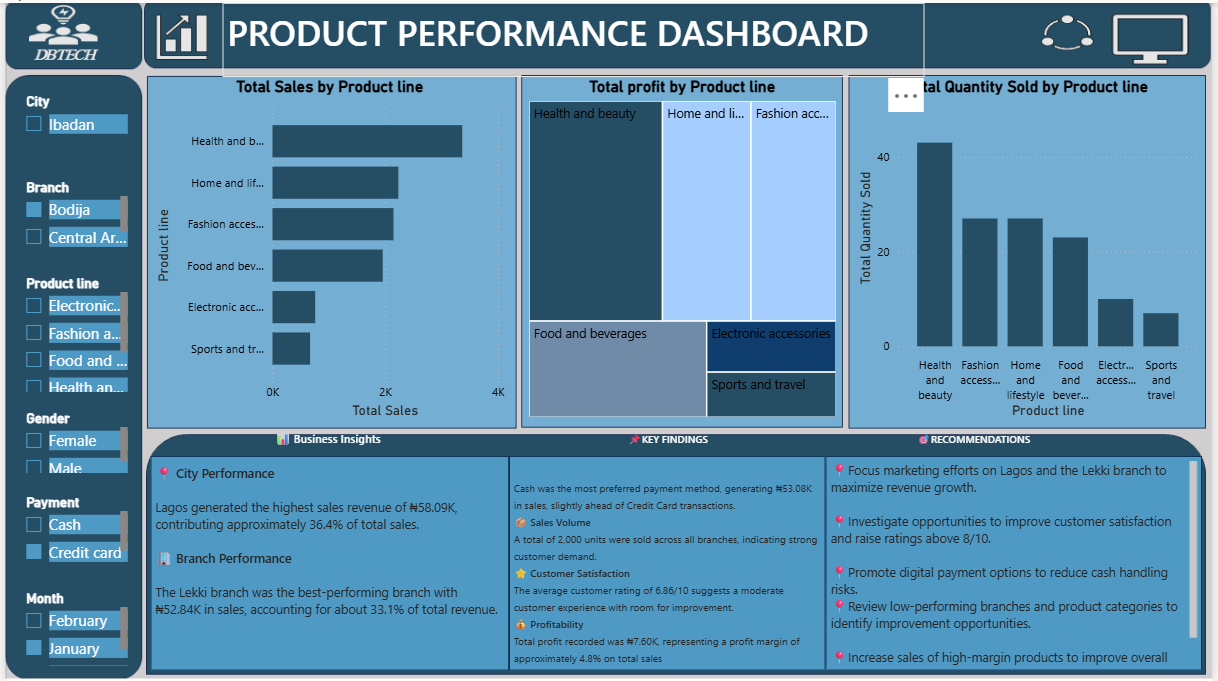 DBTECH
PRODUCT PERFORMANCE DASHBOARD
City
Ibadan
Branch
Bodija
Central Ar...
Product line
Electronic...
Fashion a...
Food and ...
Health an...
Gender
Female
Male
Payment
Cash
Credit card
Month
February
January
Total Sales by Product line
Product line
Health and b...
Home and lif...
Fashion acces...
Food and bev...
Electronic acc...
Sports and tr...
0K
2K
4K
Total Sales
Total profit by Product line
Health and beauty
Home and li...
Fashion acc...
Food and beverages
Electronic accessories
Sports and travel
...
tal Quantity Sold by Product line
Total Quantity Sold
40
20
0
Health and beauty
Fashion access...
Home and lifestyle
Food and bever...
Electr... access...
Sports and travel
Product line
📊 Business Insights
📍 City Performance
Lagos generated the highest sales revenue of ₦58.09K,
contributing approximately 36.4% of total sales.
🏢 Branch Performance
The Lekki branch was the best-performing branch with
₦52.84K in sales, accounting for about 33.1% of total revenue.
📌 KEY FINDINGS
Cash was the most preferred payment method, generating ₦53.08K
in sales, slightly ahead of Credit Card transactions.
📦 Sales Volume
A total of 2,000 units were sold across all branches, indicating strong
customer demand.
⭐ Customer Satisfaction
The average customer rating of 6.86/10 suggests a moderate
customer experience with room for improvement.
💰 Profitability
Total profit recorded was ₦7.60K, representing a profit margin of
approximately 4.8% on total sales
🎯 RECOMMENDATIONS
📍Focus marketing efforts on Lagos and the Lekki branch to
maximize revenue growth.
📍Investigate opportunities to improve customer satisfaction
and raise ratings above 8/10.
📍Promote digital payment options to reduce cash handling
risks.
📍Review low-performing branches and product categories to
identify improvement opportunities.
📍Increase sales of high-margin products to improve overall